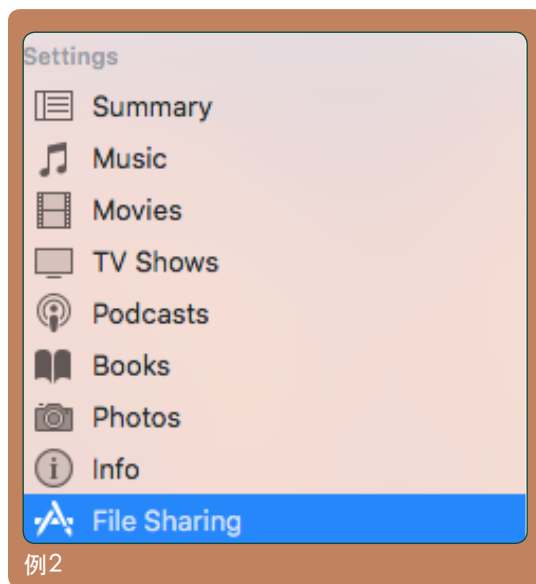 Settings
Summary
Music
Movies
TV Shows
Podcasts
Books
Photos
Info
File Sharing
例2